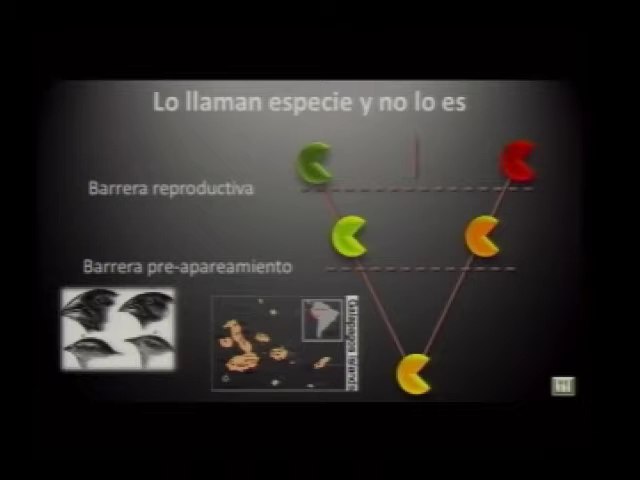 Lo llaman especie y no lo es
Barrera reproductiva
Barrera pre-apareamiento